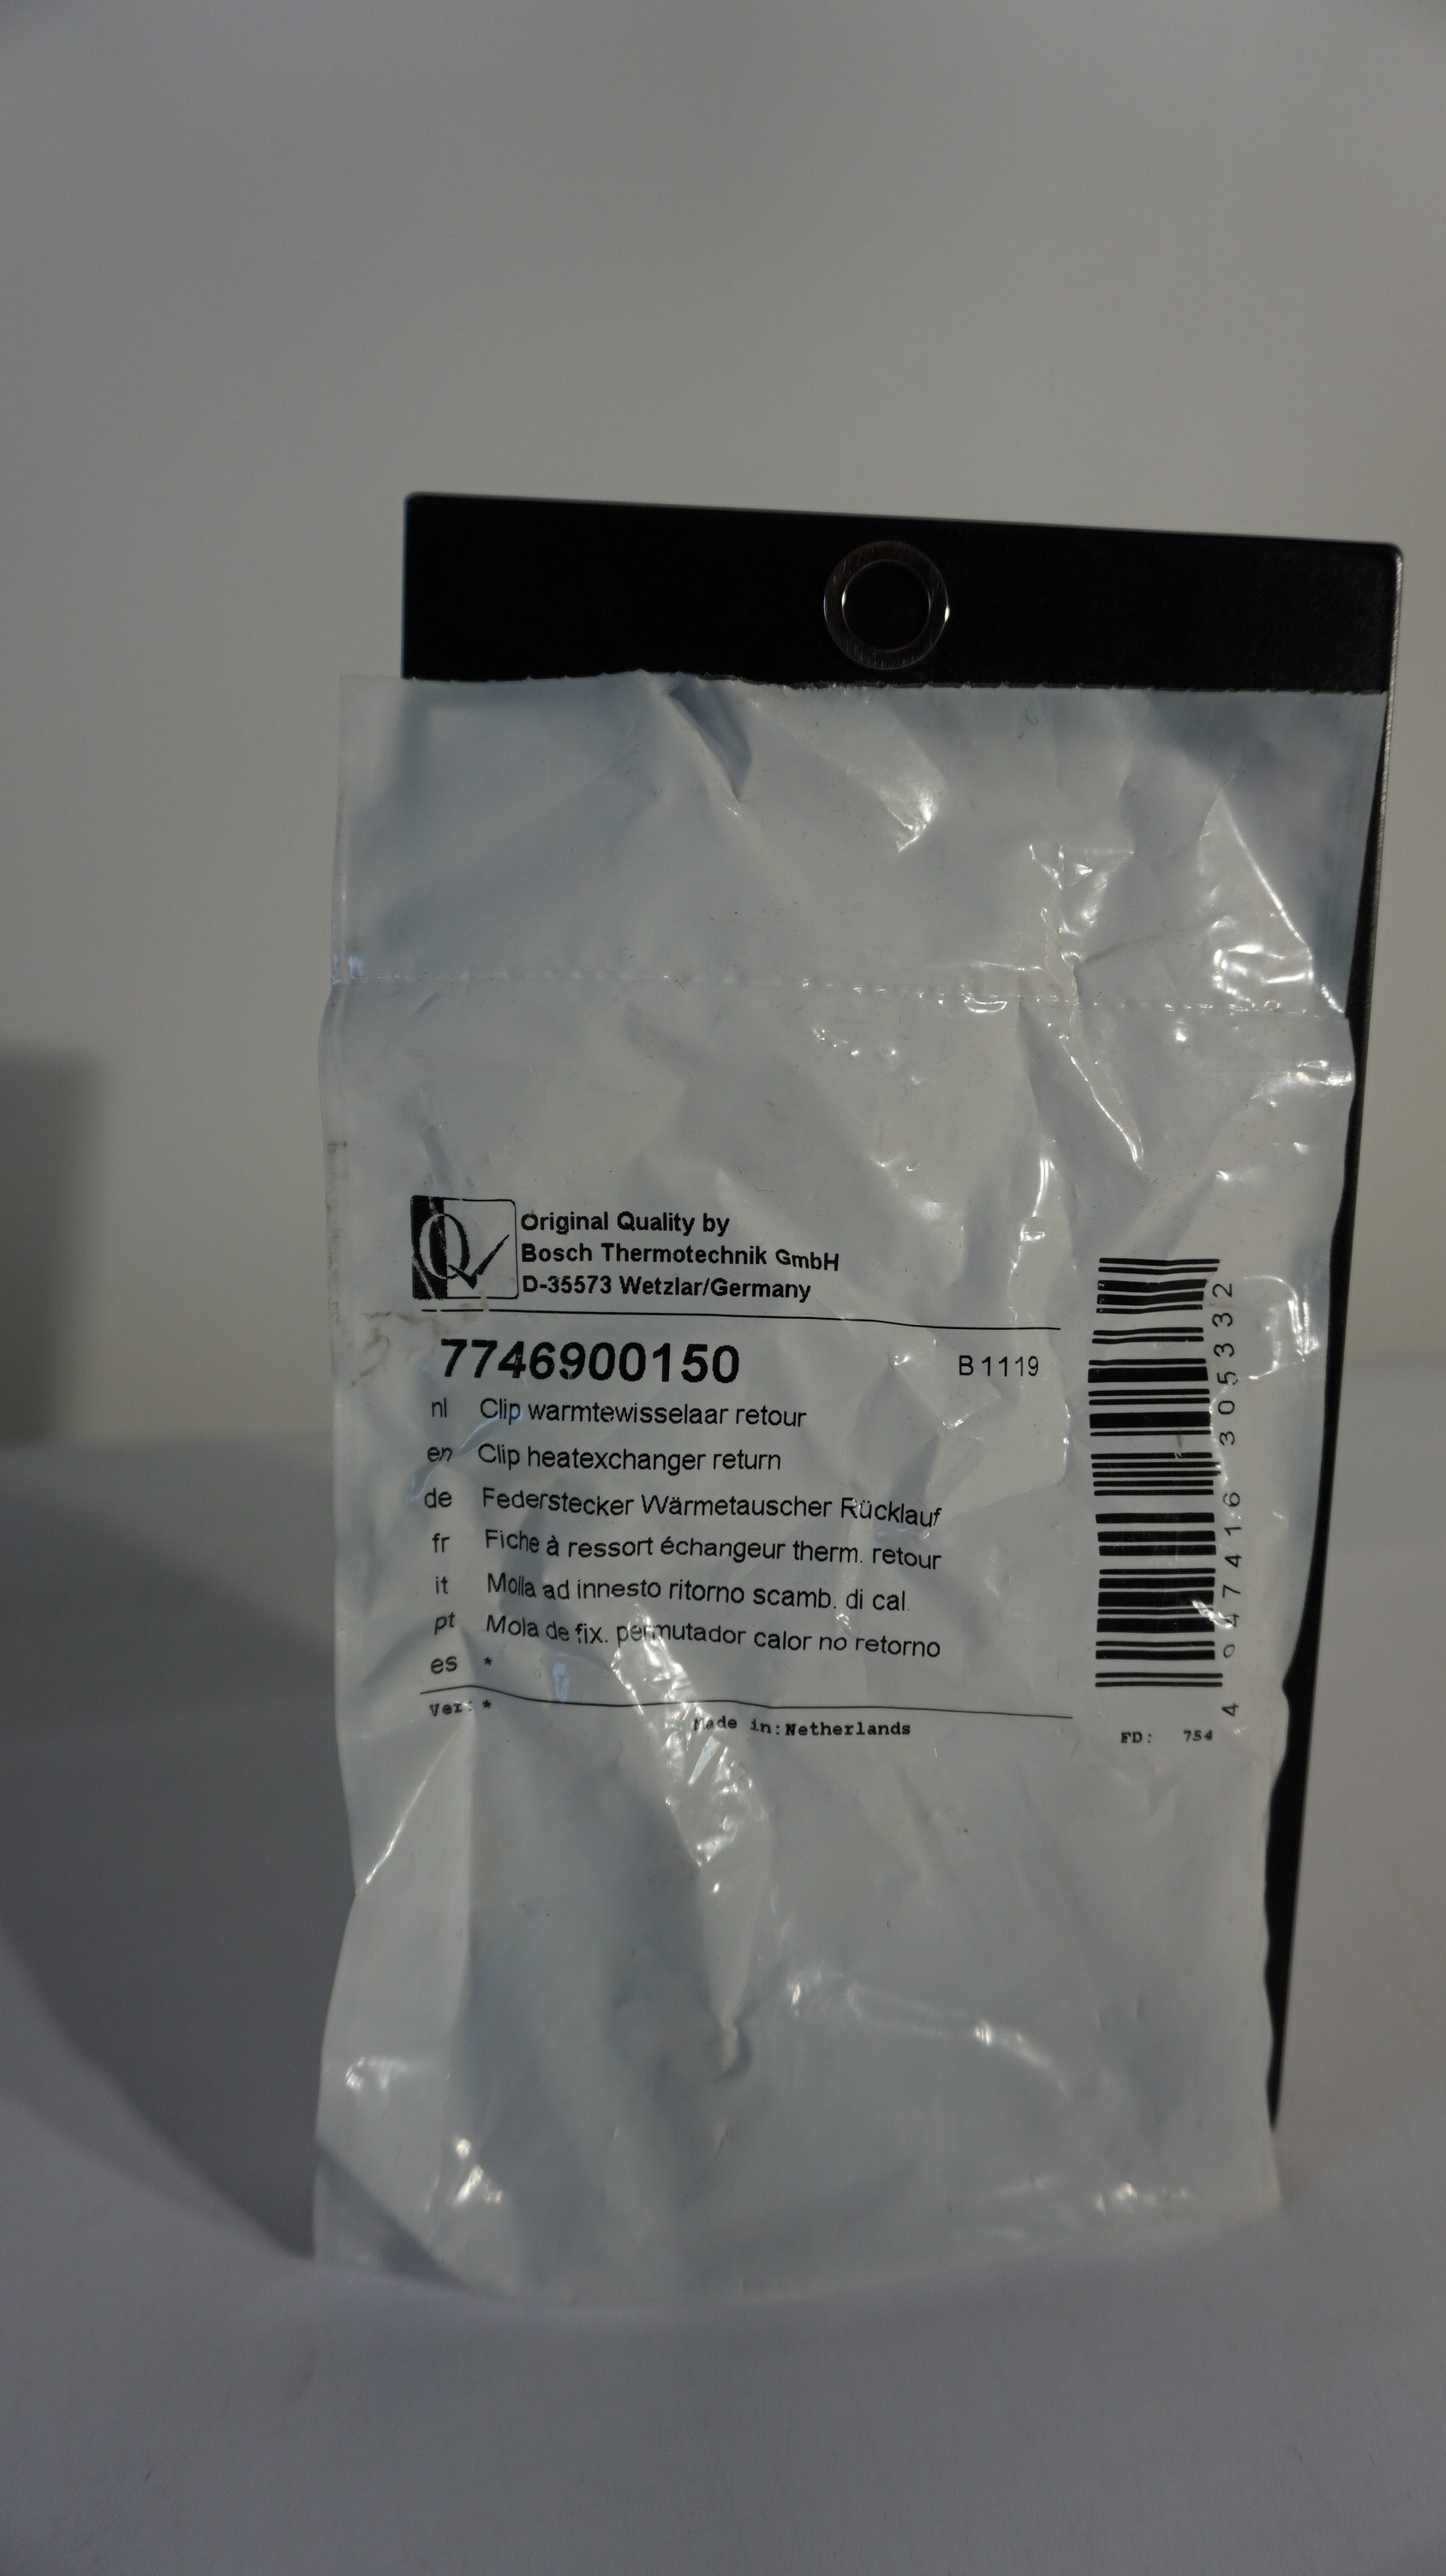 Q
Original Quality by
Bosch Thermotechnik GmbH
D-35573 Wetzlar/Germany
7746900150 B 1119
nl Clip warmtewisselaar retour
en Clip heatexchanger return
de Federstecker Wärmetauscher Rücklauf
fr Fiche à ressort échangeur therm. retour
it Molla ad innesto ritorno scamb. di cal.
pt Mola de fix. permutador calor no retorno
es *
Ver: *
Made in:Netherlands
FD: 754
4 047416 305332